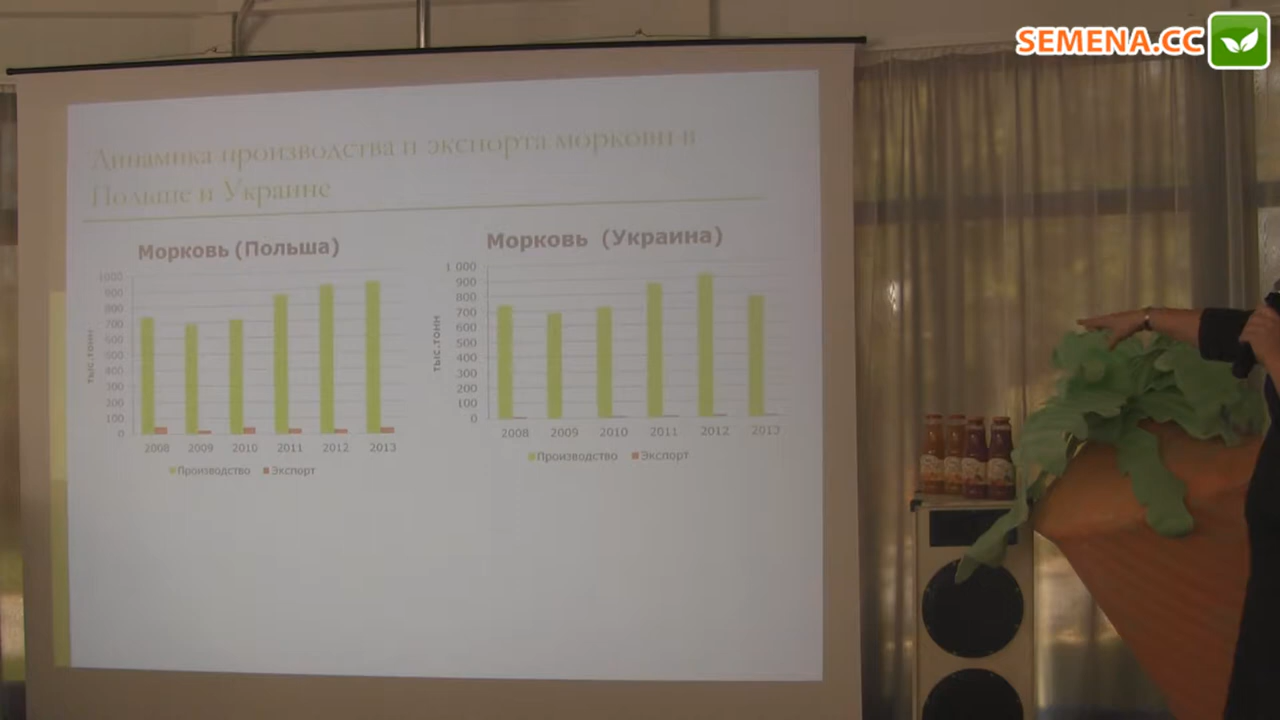 SEMENA.CC
Динамика производства и экспорта моркови в
Польше и Украине
Морковь (Польша)
1000
900
800
700
600
500
400
300
200
100
0
тыс.тонн
2008 2009 2010 2011 2012 2013
Производство Экспорт
Морковь (Украина)
1 000
900
800
700
600
500
400
300
200
100
0
тыс.тонн
2008 2009 2010 2011 2012 2013
Производство Экспорт